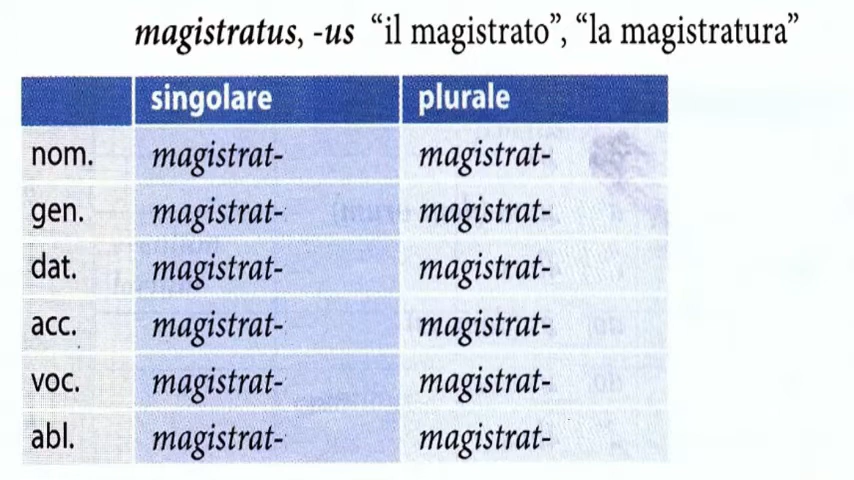 magistratus, -us “il magistrato”, “la magistratura”
singolare plurale
nom. magistrat- magistrat-
gen. magistrat- magistrat-
dat. magistrat- magistrat-
acc. magistrat- magistrat-
voc. magistrat- magistrat-
abl. magistrat- magistrat-